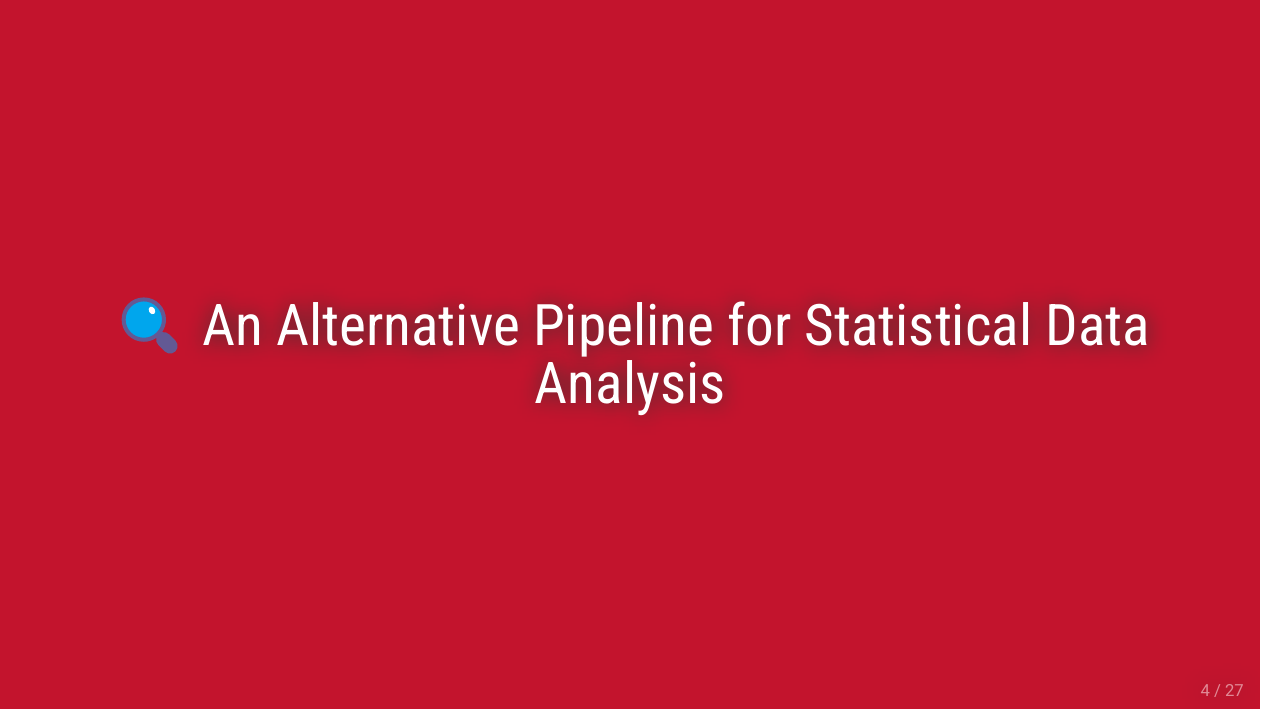 🔍 An Alternative Pipeline for Statistical Data
Analysis
4 / 27